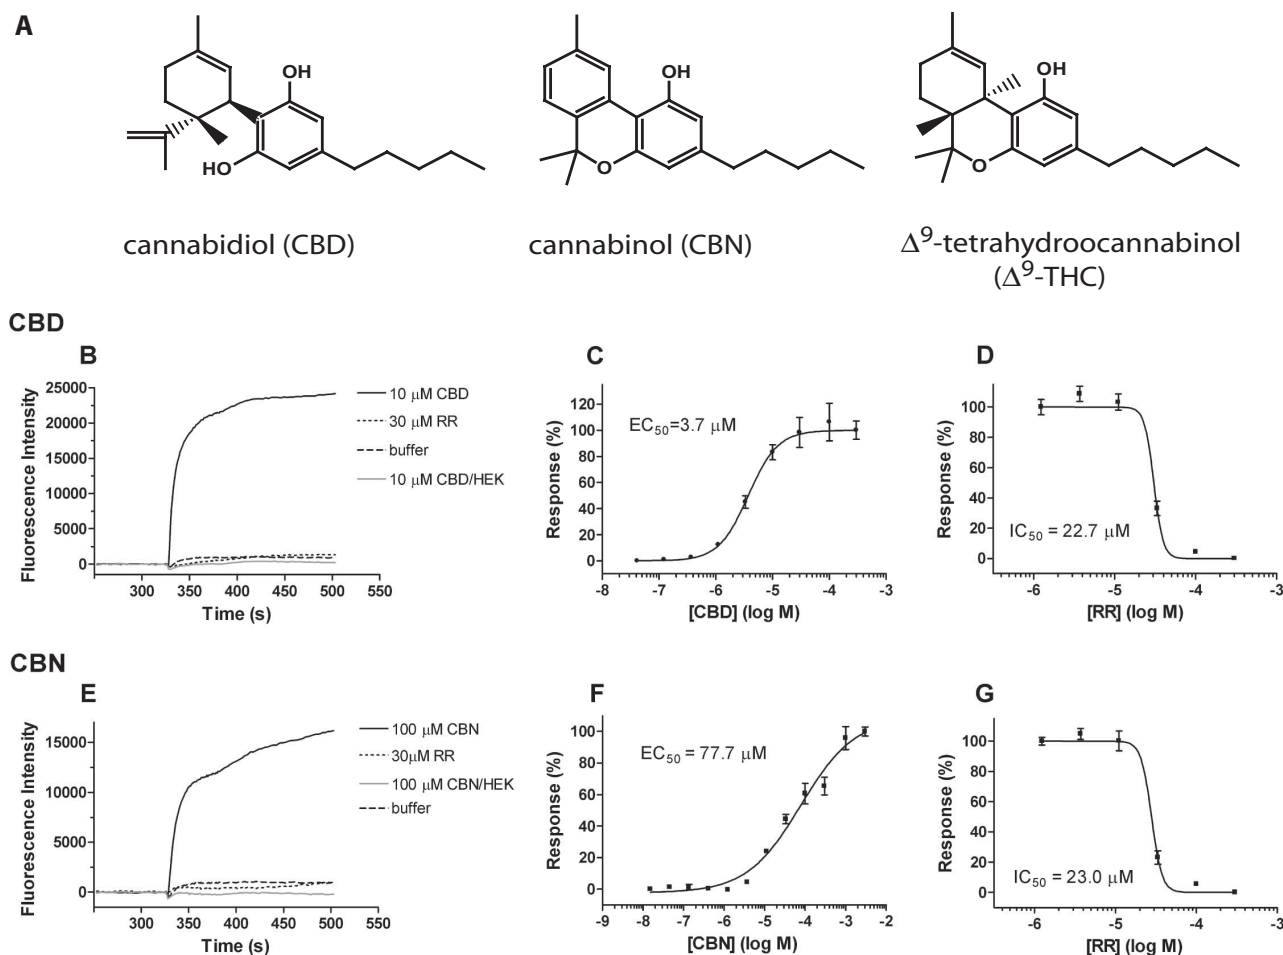 A
OH
HO
cannabidiol (CBD)
OH
O
cannabinol (CBN)
OH
O
Δ9-tetrahydroocannabinol
(Δ9-THC)
CBD
B
Fluorescence Intensity
25000
20000
15000
10000
5000
0
300 350 400 450 500 550
Time (s)
10 μM CBD
30 μM RR
buffer
10 μM CBD/HEK
C
Response (%)
120
100
80
60
40
20
0
EC50=3.7 μM
-8 -7 -6 -5 -4 -3
[CBD] (log M)
D
Response (%)
100
80
60
40
20
0
IC50 = 22.7 μM
-6 -5 -4 -3
[RR] (log M)
CBN
E
Fluorescence Intensity
15000
10000
5000
0
300 350 400 450 500 550
Time (s)
100 μM CBN
30μM RR
100 μM CBN/HEK
buffer
F
Response (%)
100
80
60
40
20
0
EC50 = 77.7 μM
-9 -8 -7 -6 -5 -4 -3 -2
[CBN] (log M)
G
Response (%)
100
80
60
40
20
0
IC50 = 23.0 μM
-6 -5 -4 -3
[RR] (log M)